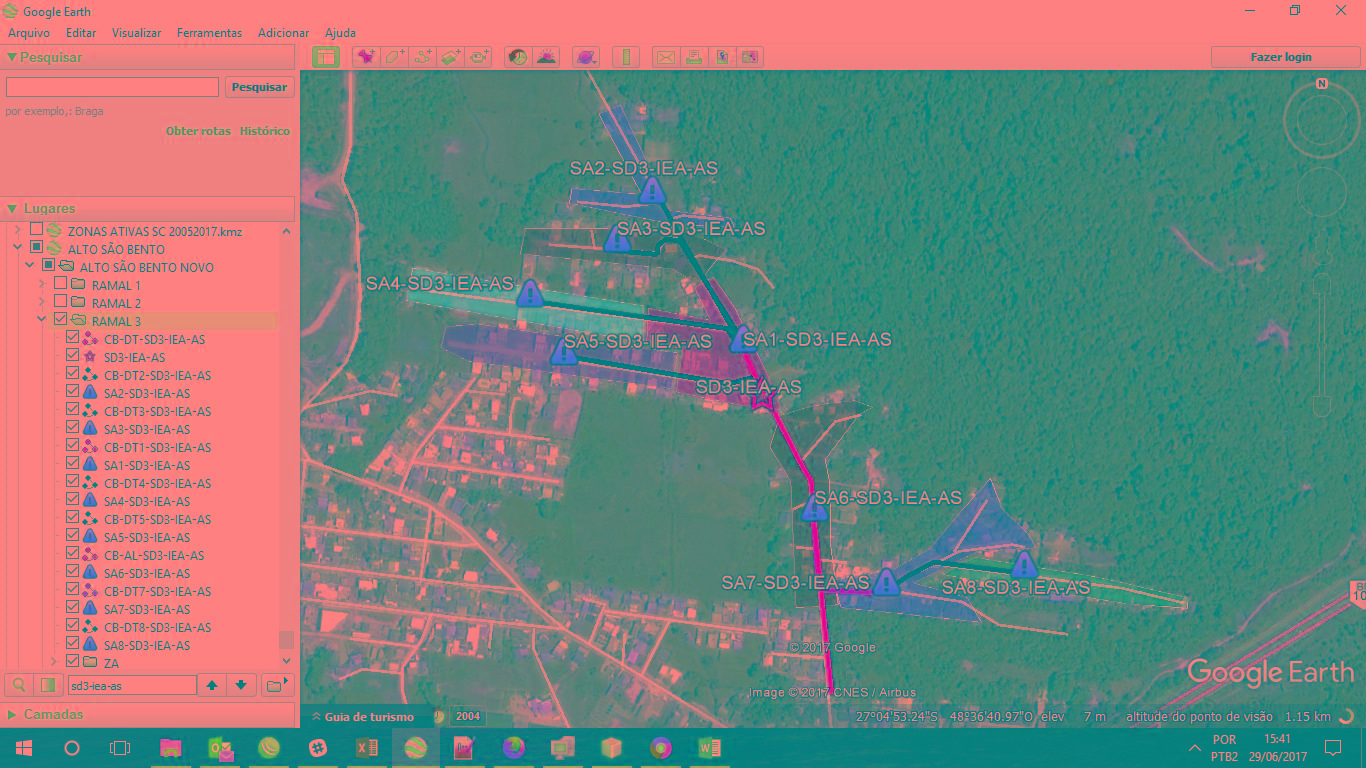 Google Earth
Arquivo Editar Visualizar Ferramentas Adicionar Ajuda
Pesquisar
Fazer login
Pesquisar
por exemplo,: Braga
Obter rotas Histórico
Lugares
ZONAS ATIVAS SC 20052017.kmz
ALTO SÃO BENTO
ALTO SÃO BENTO NOVO
RAMAL 1
RAMAL 2
RAMAL 3
CB-DT-SD3-IEA-AS
SD3-IEA-AS
CB-DT2-SD3-IEA-AS
SA2-SD3-IEA-AS
CB-DT3-SD3-IEA-AS
SA3-SD3-IEA-AS
CB-DT1-SD3-IEA-AS
SA1-SD3-IEA-AS
CB-DT4-SD3-IEA-AS
SA4-SD3-IEA-AS
CB-DT5-SD3-IEA-AS
SA5-SD3-IEA-AS
CB-AL-SD3-IEA-AS
SA6-SD3-IEA-AS
CB-DT7-SD3-IEA-AS
SA7-SD3-IEA-AS
CB-DT8-SD3-IEA-AS
SA8-SD3-IEA-AS
ZA
sd3-iea-as
Camadas
N
SA2-SD3-IEA-AS
SA3-SD3-IEA-AS
SA4-SD3-IEA-AS
SA5-SD3-IEA-AS
SA1-SD3-IEA-AS
SD3-IEA-AS
SA6-SD3-IEA-AS
SA7-SD3-IEA-AS
SA8-SD3-IEA-AS
© 2017 Google
Image © 2017 CNES / Airbus
Google Earth
Guia de turismo
2004
27°04'53.24"S 48°36'40.97"O elev 7 m altitude do ponto de visão 1.15 km
POR
PTB2
15:41
29/06/2017